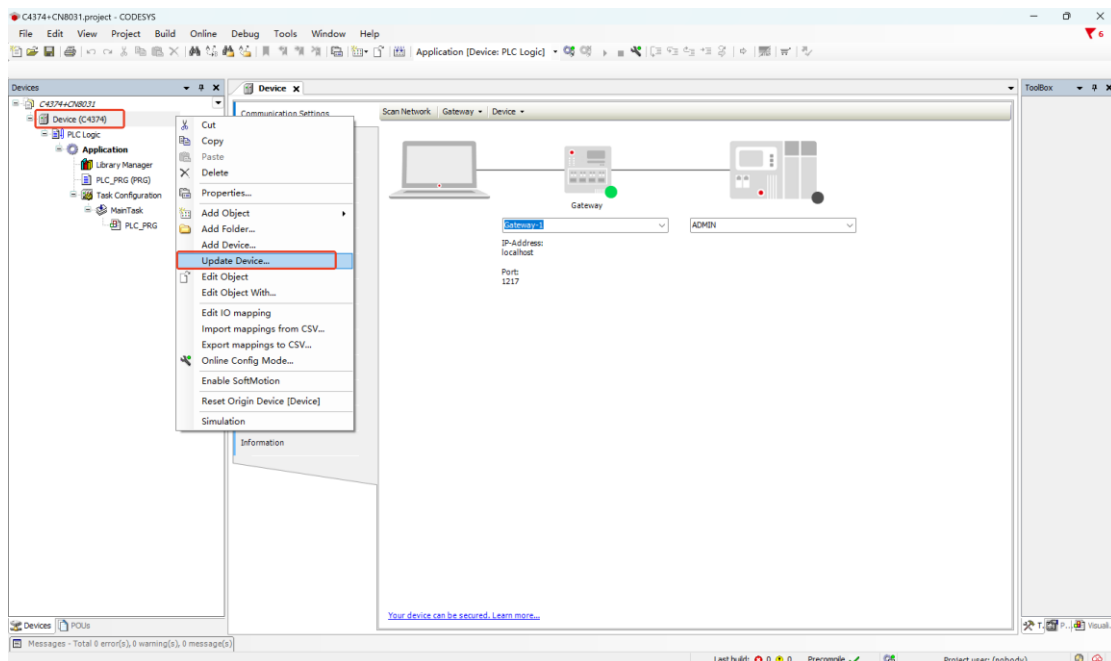 C4374+CN8031.project - CODESYS
File Edit View Project Build Online Debug Tools Window Help
6
Application [Device: PLC Logic]
Devices
C4374+CN8031
Device (C4374)
PLC Logic
Application
Library Manager
PLC_PRG (PRG)
Task Configuration
MainTask
PLC_PRG
Cut
Copy
Paste
Delete
Properties...
Add Object
Add Folder...
Add Device...
Update Device...
Edit Object
Edit Object With...
Edit IO mapping
Import mappings from CSV...
Export mappings to CSV...
Online Config Mode...
Enable SoftMotion
Reset Origin Device [Device]
Simulation
Device
Communication Settings
Information
Scan Network Gateway Device
Gateway
Gateway-1
ADMIN
IP-Address:
localhost
Port:
1217
Your device can be secured. Learn more...
ToolBox
Devices POUs
T. P... Visuali.
Messages - Total 0 error(s), 0 warning(s), 0 message(s)
Last build: 0 0 Precompile Project user: (nobody)